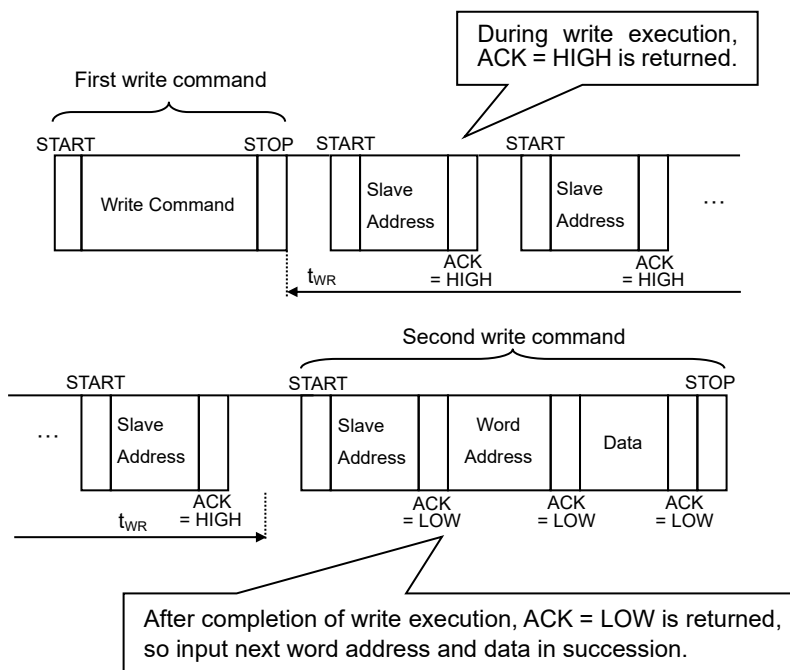 During write execution,
ACK = HIGH is returned.
First write command
START STOP START START
Write Command
Slave
Address
Slave
Address
…
ACK
= HIGH
ACK
= HIGH
tWR
Second write command
START START STOP
…
Slave
Address
Slave
Address
Word
Address
Data
ACK
= HIGH
ACK
= LOW
ACK
= LOW
ACK
= LOW
tWR
After completion of write execution, ACK = LOW is returned,
so input next word address and data in succession.